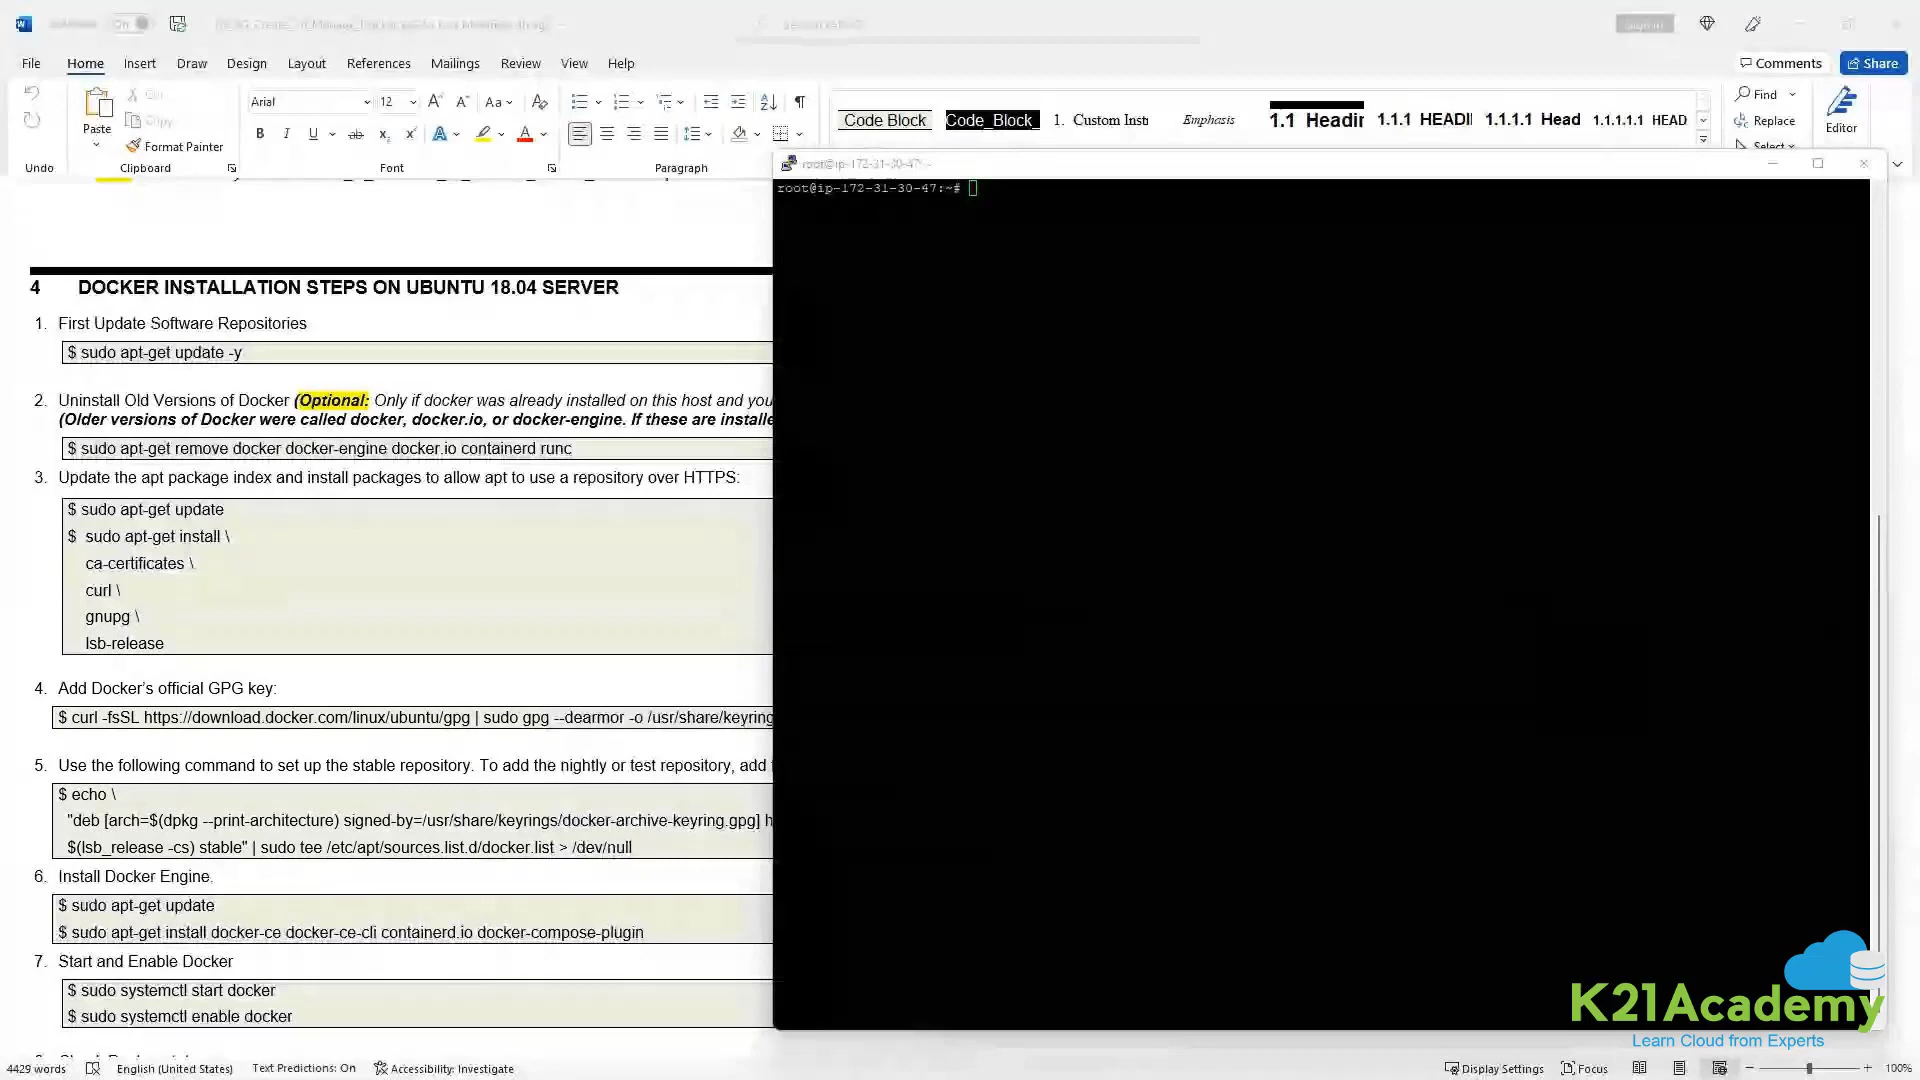 File Home Insert Draw Design Layout References Mailings Review View Help Comments Share
Paste Format Painter
Arial 12 Aa
Code Block Code_Block_ 1. Custom Inst Emphasis 1.1 Headin 1.1.1 HEADII 1.1.1.1 Head 1.1.1.1.1 HEAD
Find
Replace
Select
Editor
Undo Clipboard Font Paragraph
root@ip-172-31-30-47: ~
root@ip-172-31-30-47:~#
4 DOCKER INSTALLATION STEPS ON UBUNTU 18.04 SERVER
1. First Update Software Repositories
$ sudo apt-get update -y
2. Uninstall Old Versions of Docker (Optional: Only if docker was already installed on this host and you
(Older versions of Docker were called docker, docker.io, or docker-engine. If these are installe
$ sudo apt-get remove docker docker-engine docker.io containerd runc
3. Update the apt package index and install packages to allow apt to use a repository over HTTPS:
$ sudo apt-get update
$ sudo apt-get install \
ca-certificates \
curl \
gnupg \
lsb-release
4. Add Docker’s official GPG key:
$ curl -fsSL https://download.docker.com/linux/ubuntu/gpg | sudo gpg --dearmor -o /usr/share/keyring
5. Use the following command to set up the stable repository. To add the nightly or test repository, add
$ echo \
"deb [arch=$(dpkg --print-architecture) signed-by=/usr/share/keyrings/docker-archive-keyring.gpg] h
$(lsb_release -cs) stable" | sudo tee /etc/apt/sources.list.d/docker.list > /dev/null
6. Install Docker Engine.
$ sudo apt-get update
$ sudo apt-get install docker-ce docker-ce-cli containerd.io docker-compose-plugin
7. Start and Enable Docker
$ sudo systemctl start docker
$ sudo systemctl enable docker
K21Academy
Learn Cloud from Experts
4429 words English (United States) Text Predictions: On Accessibility: Investigate Display Settings Focus 100%